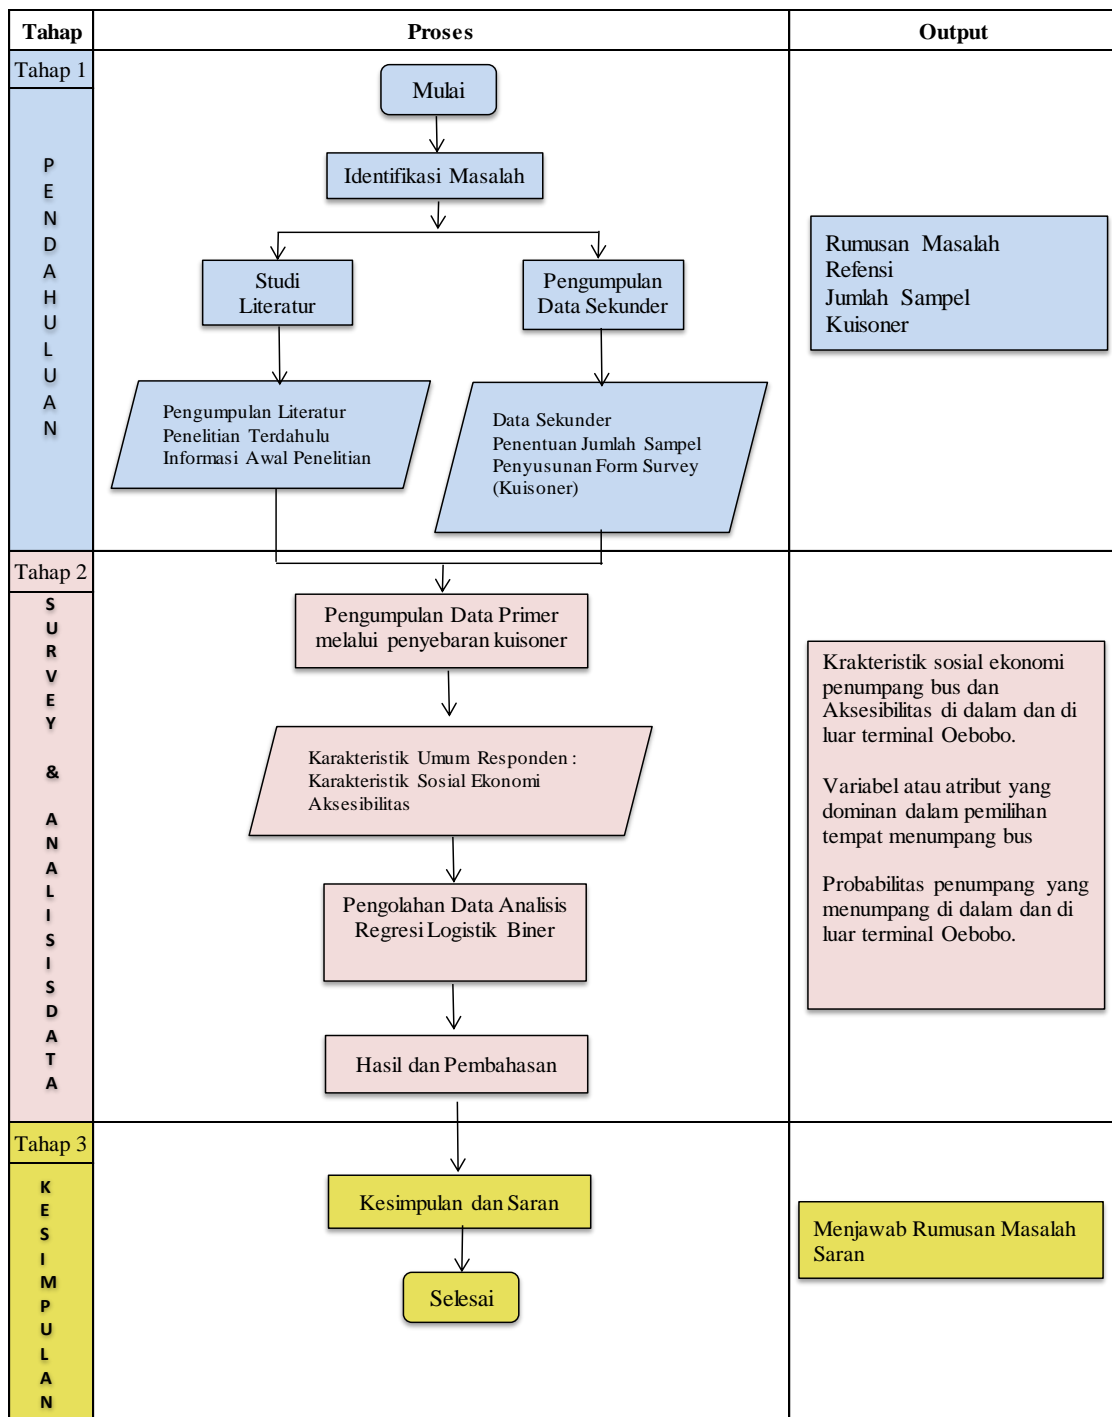 Tahap Proses Output
Tahap 1
PENDAHULUAN
Mulai
Identifikasi Masalah
Studi
Literatur
Pengumpulan
Data Sekunder
Pengumpulan Literatur
Penelitian Terdahulu
Informasi Awal Penelitian
Data Sekunder
Penentuan Jumlah Sampel
Penyusunan Form Survey
(Kuisoner)
Rumusan Masalah
Refensi
Jumlah Sampel
Kuisoner
Tahap 2
SURVEY & ANALISISDATA
Pengumpulan Data Primer
melalui penyebaran kuisoner
Karakteristik Umum Responden :
Karakteristik Sosial Ekonomi
Aksesibilitas
Pengolahan Data Analisis
Regresi Logistik Biner
Hasil dan Pembahasan
Krakteristik sosial ekonomi
penumpang bus dan
Aksesibilitas di dalam dan di
luar terminal Oebobo.
Variabel atau atribut yang
dominan dalam pemilihan
tempat menumpang bus
Probabilitas penumpang yang
menumpang di dalam dan di
luar terminal Oebobo.
Tahap 3
KESIMPULAN
Kesimpulan dan Saran
Selesai
Menjawab Rumusan Masalah
Saran